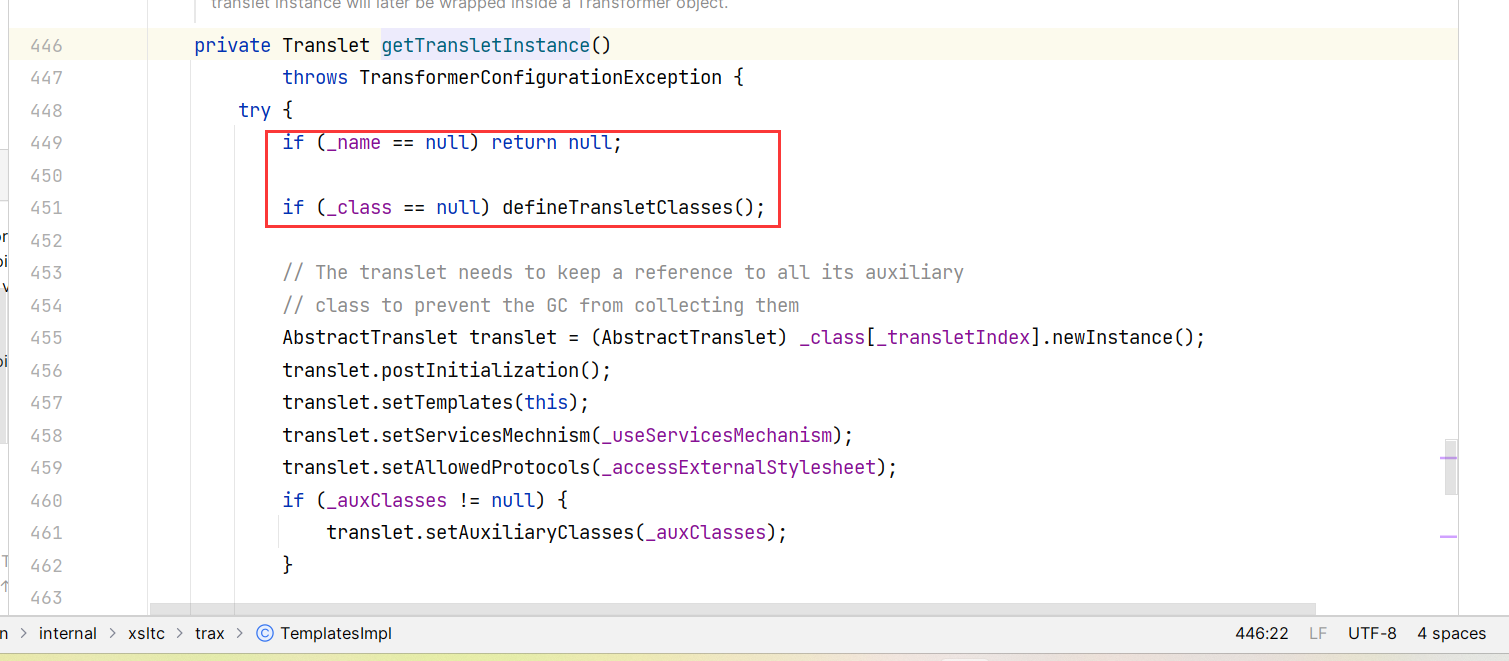 translet instance will later be wrapped inside a Transformer object.
446 private Translet getTransletInstance()
447 throws TransformerConfigurationException {
448 try {
449 if (_name == null) return null;
450
451 if (_class == null) defineTransletClasses();
452
453 // The translet needs to keep a reference to all its auxiliary
454 // class to prevent the GC from collecting them
455 AbstractTranslet translet = (AbstractTranslet) _class[_transletIndex].newInstance();
456 translet.postInitialization();
457 translet.setTemplates(this);
458 translet.setServicesMechnism(_useServicesMechanism);
459 translet.setAllowedProtocols(_accessExternalStylesheet);
460 if (_auxClasses != null) {
461 translet.setAuxiliaryClasses(_auxClasses);
462 }
463
n > internal > xsltc > trax > © TemplatesImpl 446:22 LF UTF-8 4 spaces